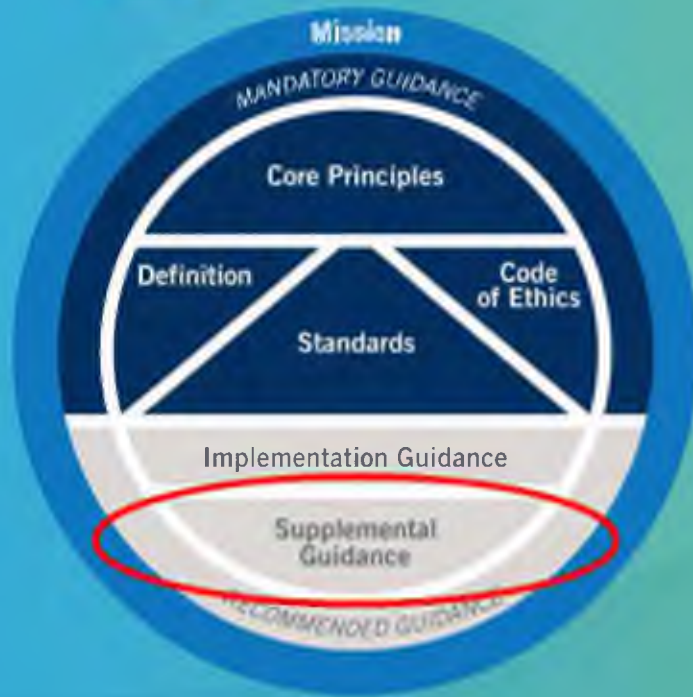 Mission
MANDATORY GUIDANCE
Core Principles
Definition
Code
of Ethics
Standards
Implementation Guidance
Supplemental
Guidance
RECOMMENDED GUIDANCE